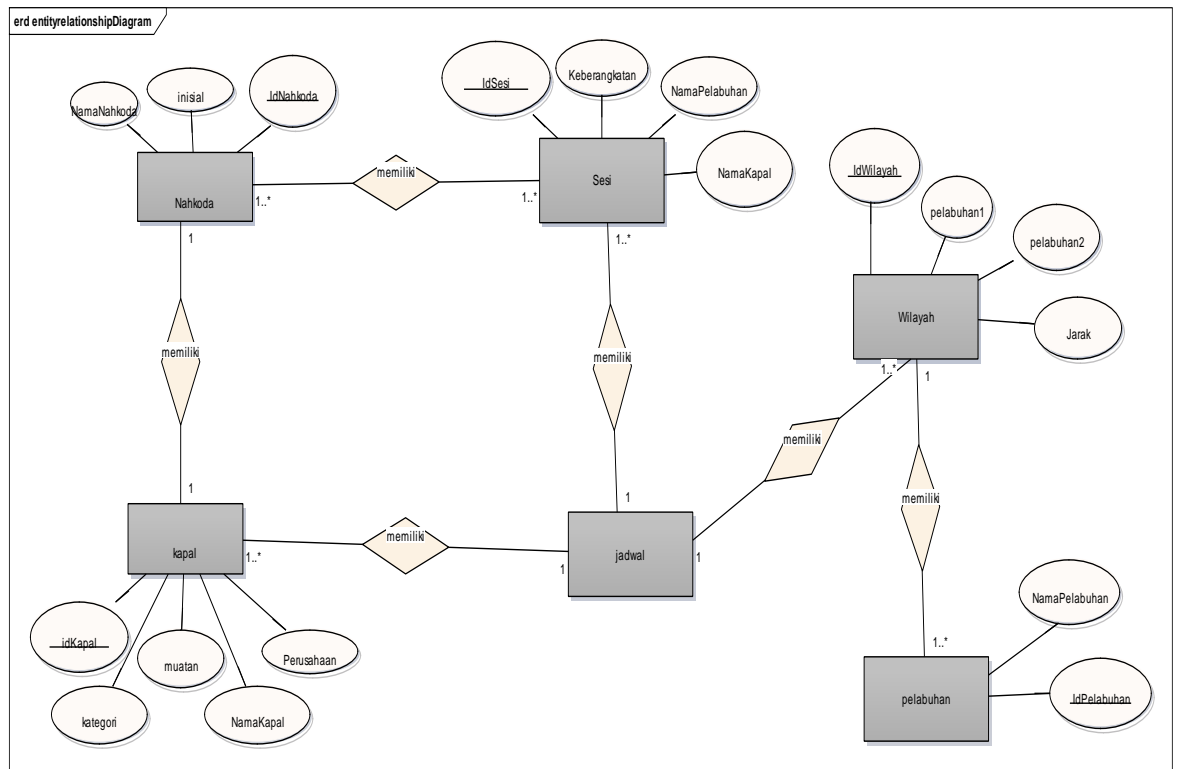 erd entityrelationshipDiagram
NamaNahkoda
inisial
IdNahkoda
Nahkoda
1..*
memiliki
1..*
IdSesi
Keberangkatan
NamaPelabuhan
NamaKapal
Sesi
1
memiliki
1
1..*
memiliki
1
IdWilayah
pelabuhan1
pelabuhan2
Jarak
Wilayah
1..*
memiliki
1
1
memiliki
1..*
kapal
1..*
memiliki
1
jadwal
idKapal
kategori
muatan
NamaKapal
Perusahaan
NamaPelabuhan
IdPelabuhan
pelabuhan